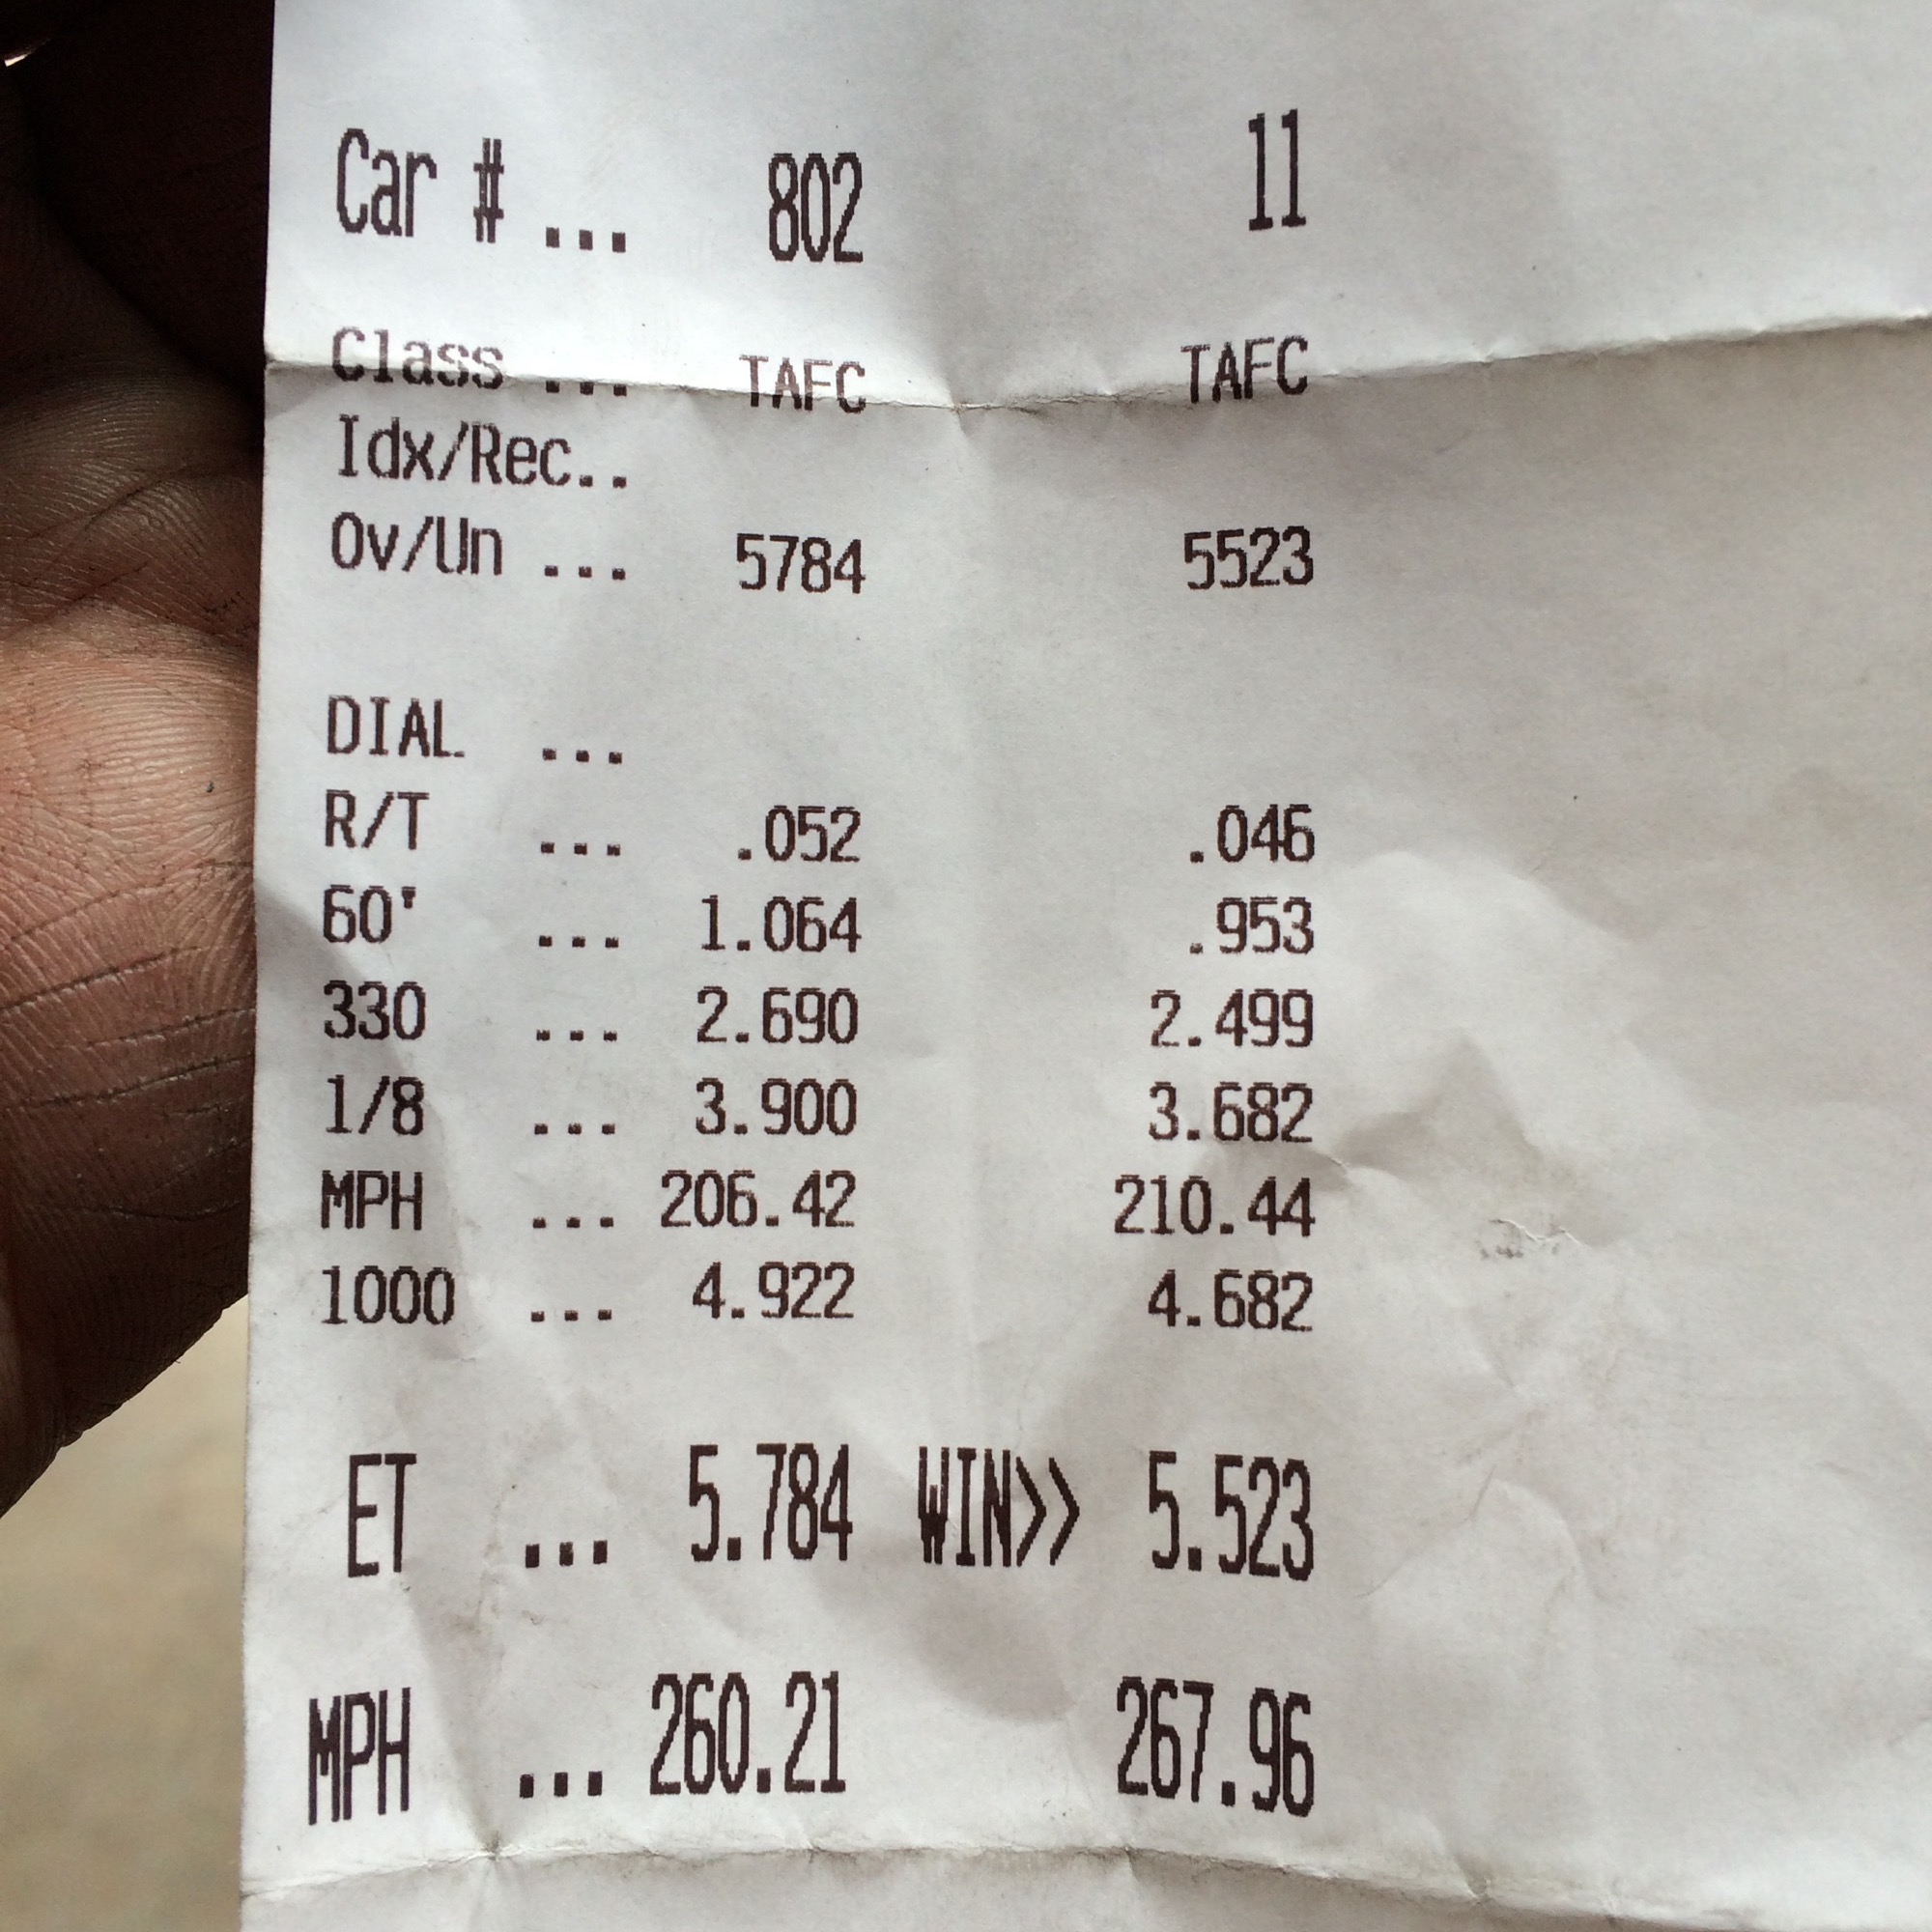 Car # ... 802 11
Class ... TAFC TAFC
Idx/Rec..
Ov/Un ... 5784 5523
DIAL ...
R/T ... .052 .046
60' ... 1.064 .953
330 ... 2.690 2.499
1/8 ... 3.900 3.682
MPH ... 206.42 210.44
1000 ... 4.922 4.682
ET ... 5.784 WIN>> 5.523
MPH ... 260.21 267.96